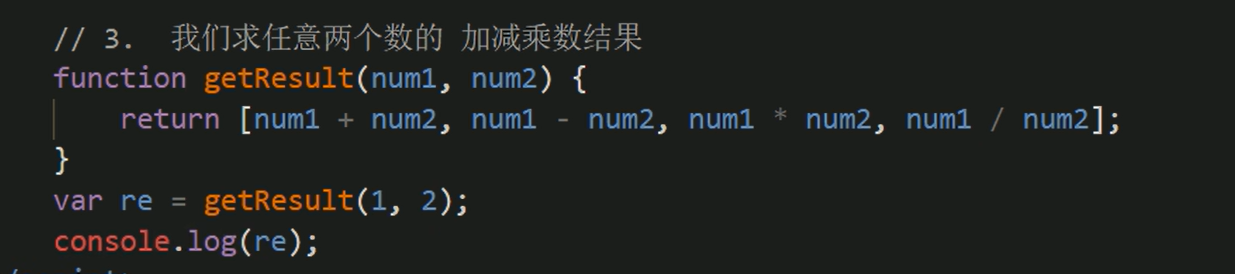 // 3.  我们求任意两个数的 加减乘数结果
function getResult(num1, num2) {
    return [num1 + num2, num1 - num2, num1 * num2, num1 / num2];
}
var re = getResult(1, 2);
console.log(re);